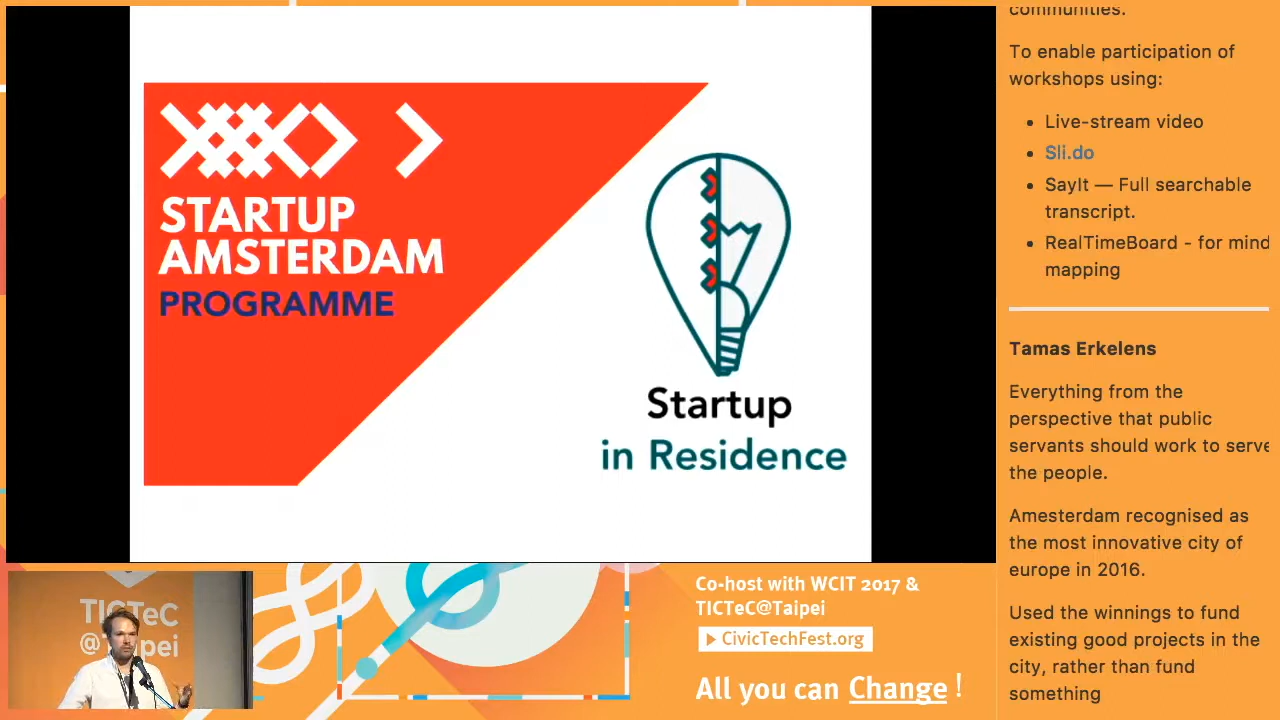 STARTUP
AMSTERDAM
PROGRAMME
Startup
in Residence
communities.
To enable participation of
workshops using:
Live-stream video
Sli.do
SayIt — Full searchable
transcript.
RealTimeBoard - for mind
mapping
Tamas Erkelens
Everything from the
perspective that public
servants should work to serve
the people.
Amesterdam recognised as
the most innovative city of
europe in 2016.
Used the winnings to fund
existing good projects in the
city, rather than fund
something
TICTeC
@Taipei
Co-host with WCIT 2017 &
TICTeC@Taipei
CivicTechFest.org
All you can Change!